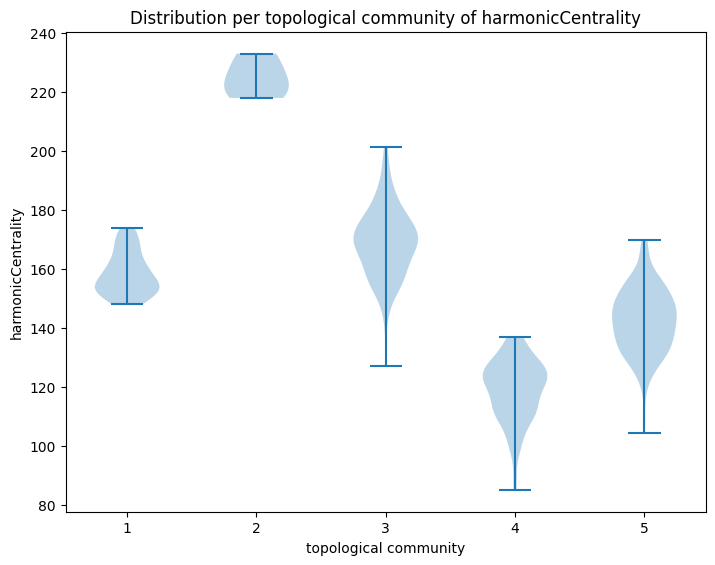 Distribution per topological community of harmonicCentrality
240
220
200
180
160
140
120
100
80
harmonicCentrality
1 2 3 4 5
topological community